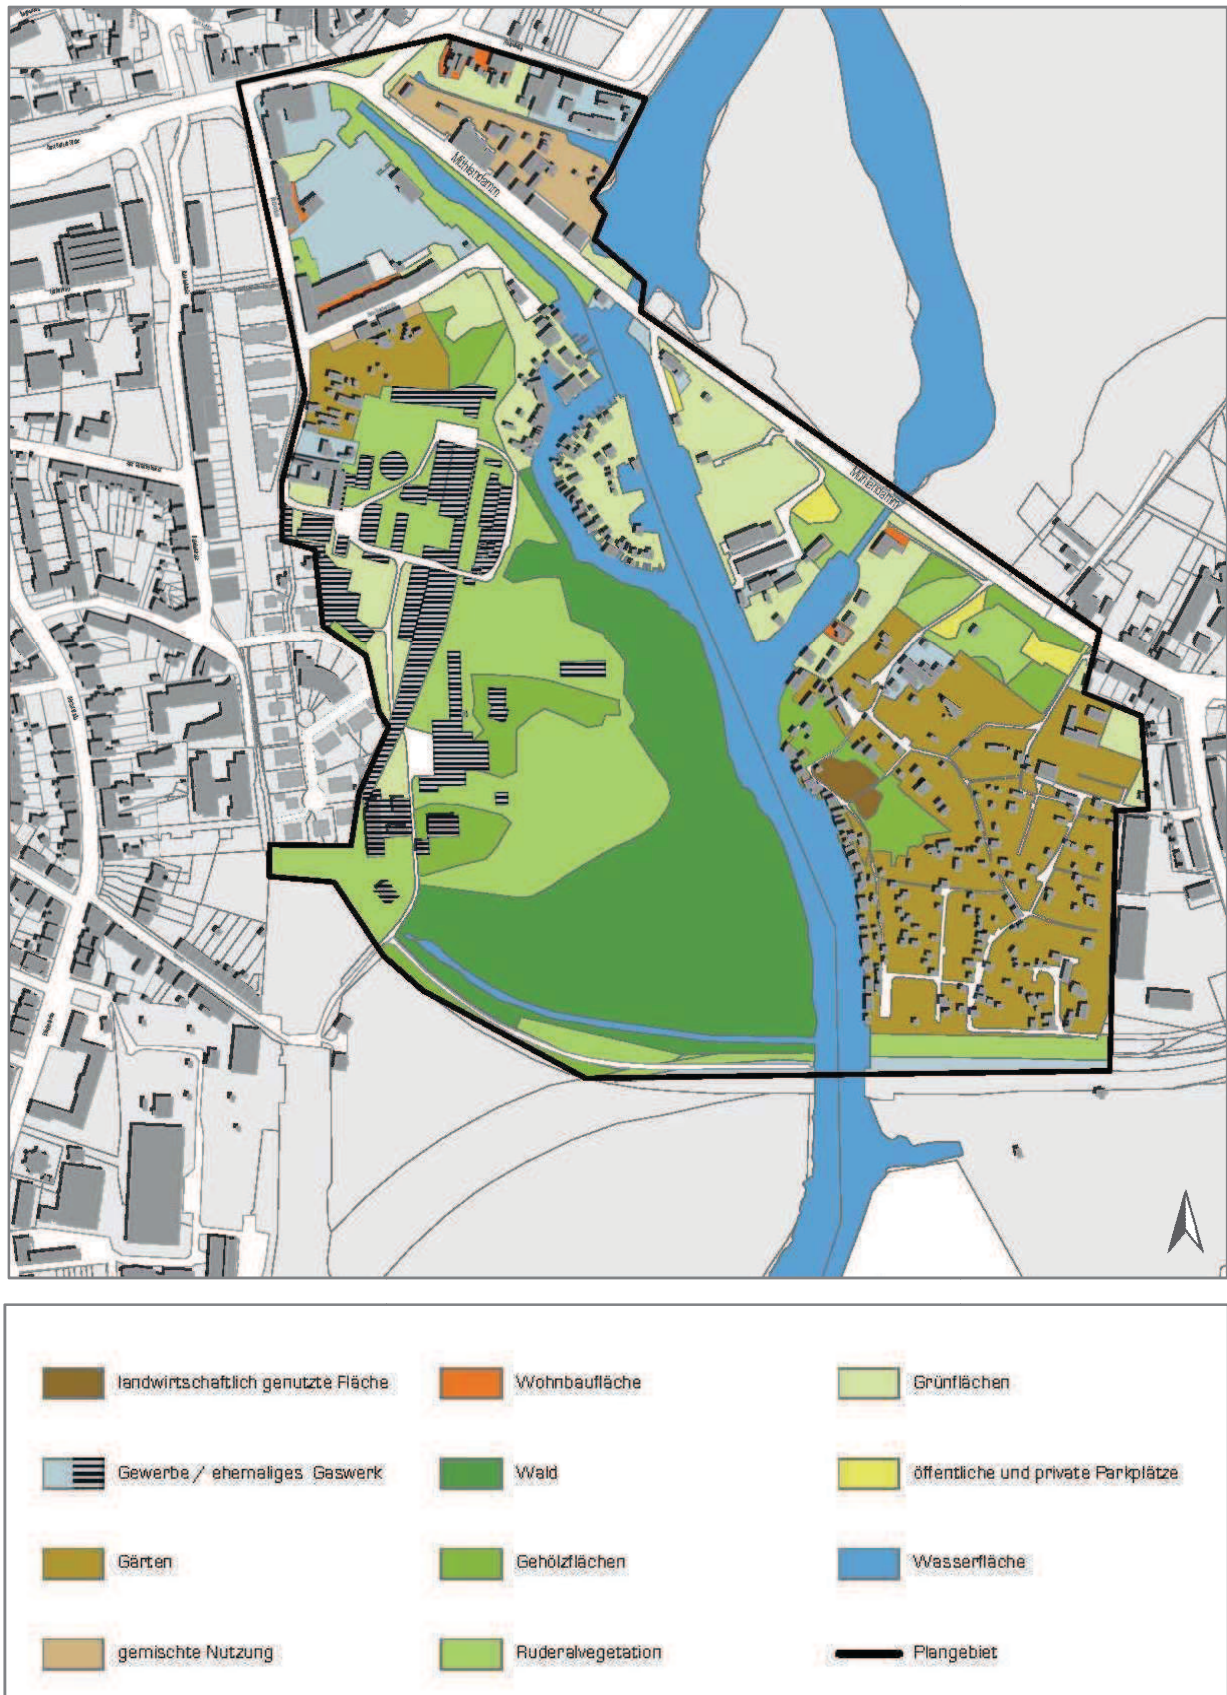 Mühlendamm
Mühlendamm
landwirtschaftlich genutzte Fläche
Wohnbaufläche
Grünflächen
Gewerbe / ehemaliges Gaswerk
Wald
öffentliche und private Parkplätze
Gärten
Gehölzflächen
Wasserfläche
gemischte Nutzung
Ruderalvegetation
Plangebiet